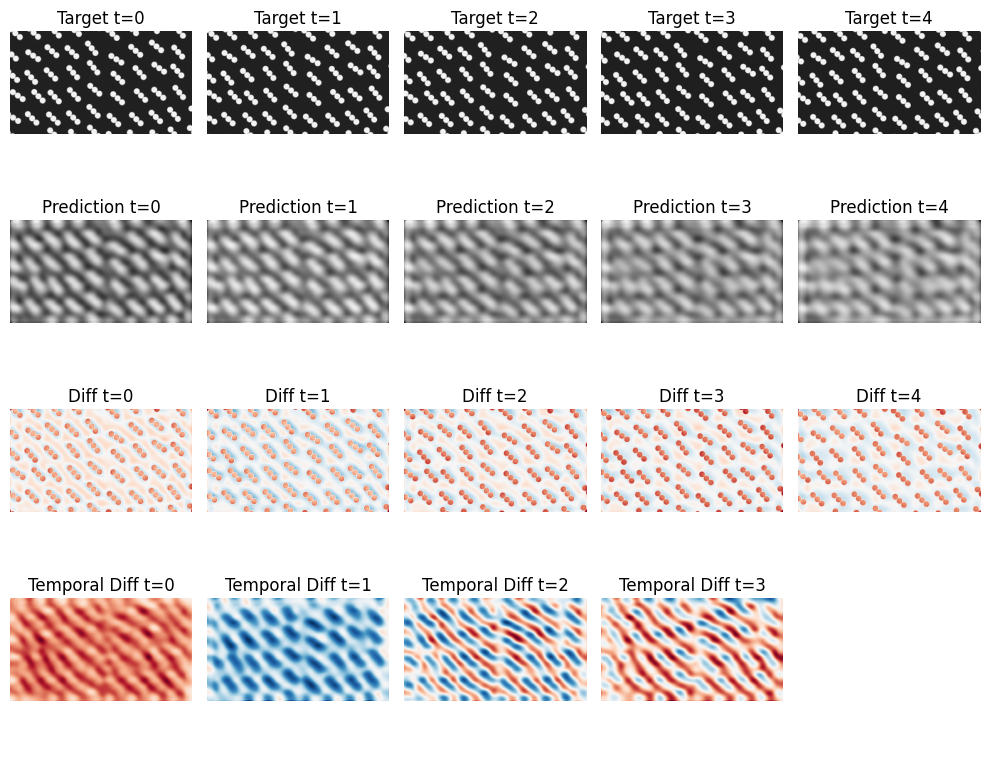 Target t=0 Target t=1 Target t=2 Target t=3 Target t=4
Prediction t=0 Prediction t=1 Prediction t=2 Prediction t=3 Prediction t=4
Diff t=0 Diff t=1 Diff t=2 Diff t=3 Diff t=4
Temporal Diff t=0 Temporal Diff t=1 Temporal Diff t=2 Temporal Diff t=3